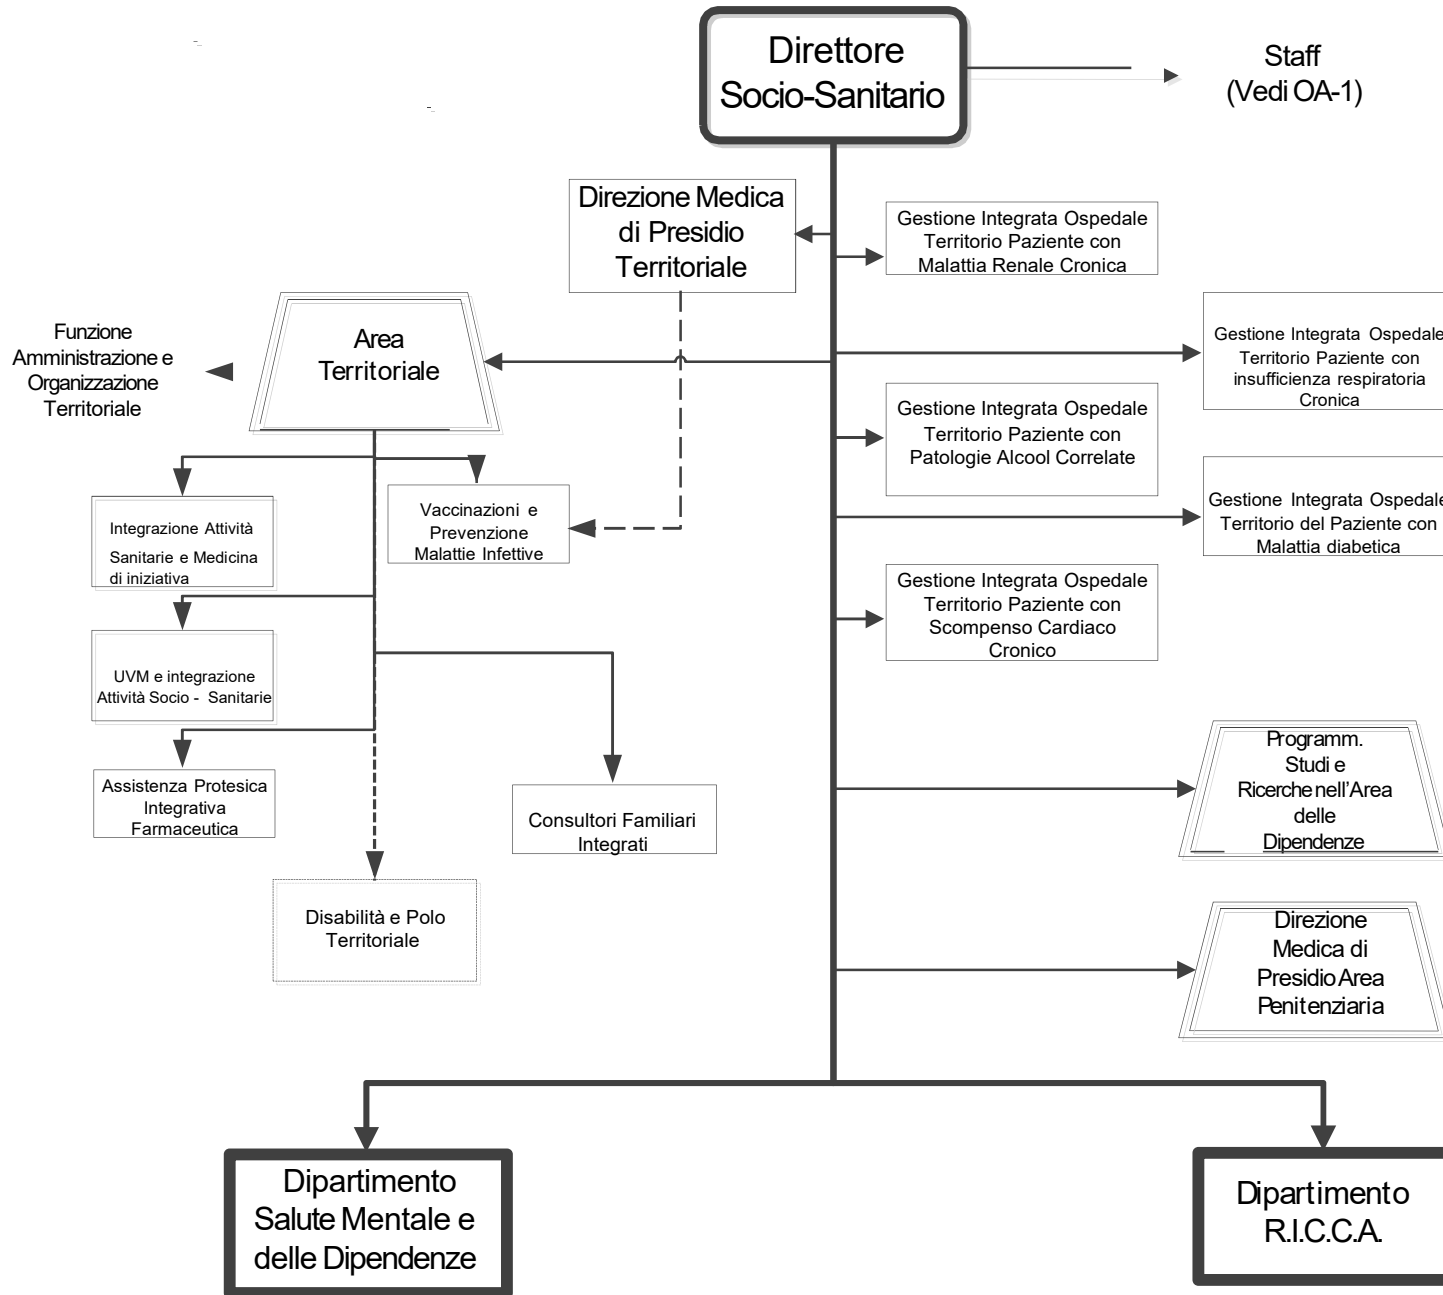 Direttore
Socio-Sanitario
Staff
(Vedi OA-1)
Direzione Medica
di Presidio
Territoriale
Gestione Integrata Ospedale
Territorio Paziente con
Malattia Renale Cronica
Funzione
Amministrazione e
Organizzazione
Territoriale
Area
Territoriale
Gestione Integrata Ospedale
Territorio Paziente con
insufficienza respiratoria
Cronica
Gestione Integrata Ospedale
Territorio Paziente con
Patologie Alcool Correlate
Integrazione Attività
Sanitarie e Medicina
di iniziativa
Vaccinazioni e
Prevenzione
Malattie Infettive
Gestione Integrata Ospedale
Territorio del Paziente con
Malattia diabetica
Gestione Integrata Ospedale
Territorio Paziente con
Scompenso Cardiaco
Cronico
UVM e integrazione
Attività Socio - Sanitarie
Assistenza Protesica
Integrativa
Farmaceutica
Consultori Familiari
Integrati
Programm.
Studi e
Ricerche nell'Area
delle
Dipendenze
Disabilità e Polo
Territoriale
Direzione
Medica di
Presidio Area
Penitenziaria
Dipartimento
Salute Mentale e
delle Dipendenze
Dipartimento
R.I.C.C.A.